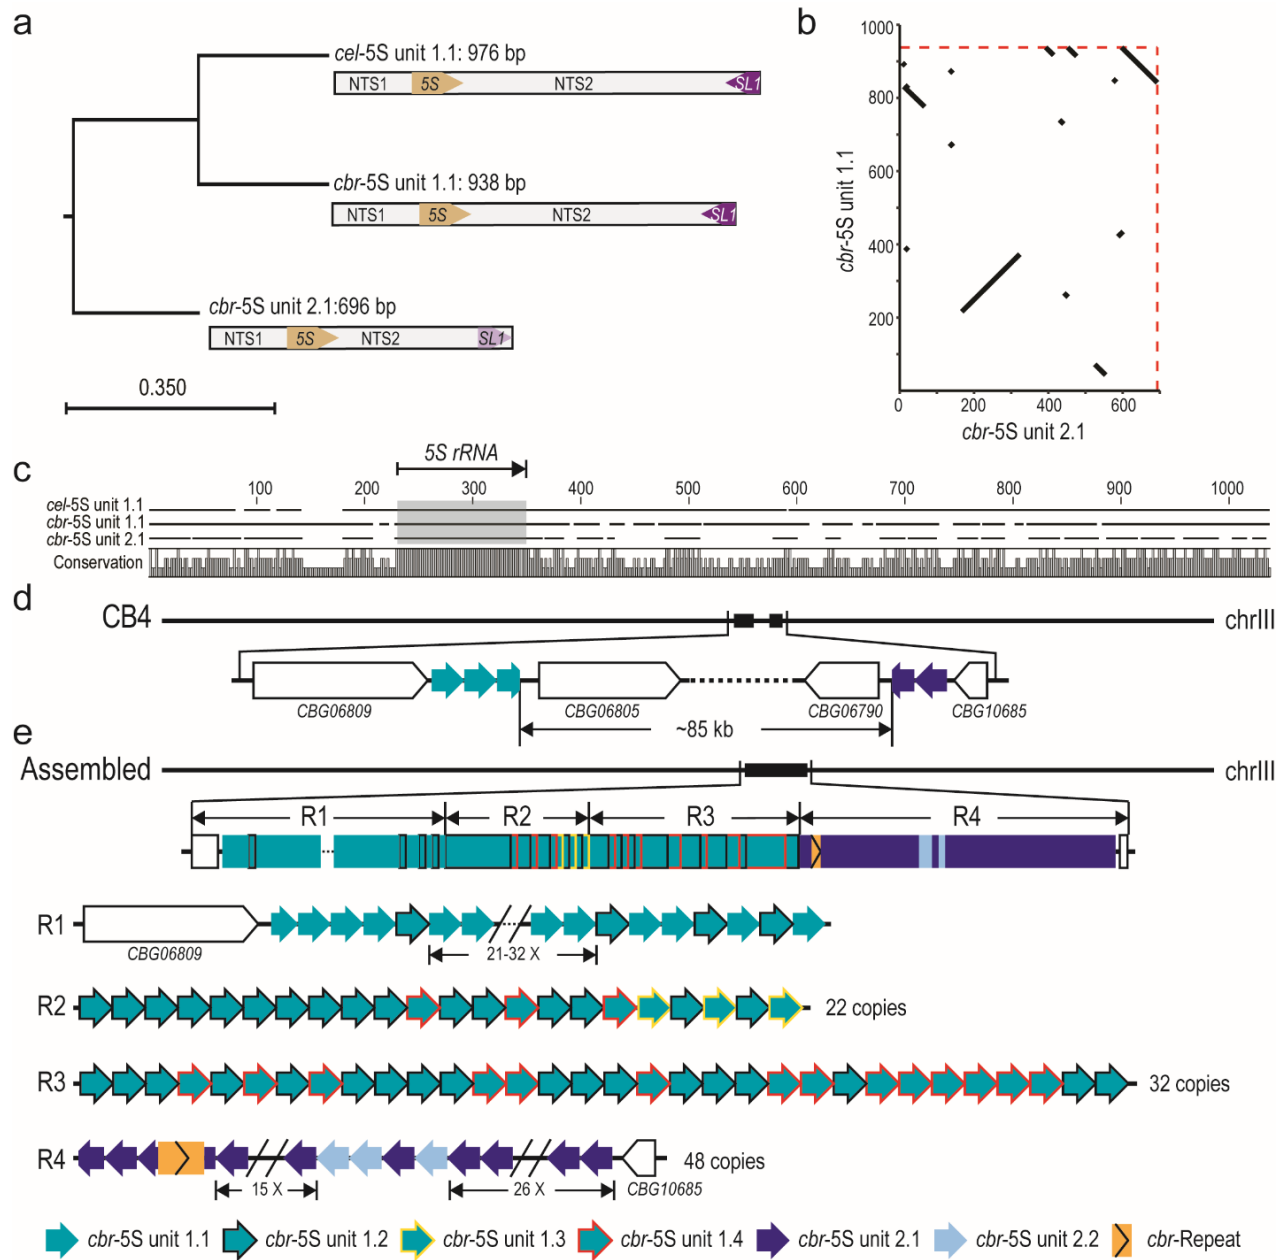 a
cel-5S unit 1.1: 976 bp
NTS1 5S NTS2 SL1
cbr-5S unit 1.1: 938 bp
NTS1 5S NTS2 SL1
cbr-5S unit 2.1:696 bp
NTS1 5S NTS2 SL1
0.350
b
1000
800
600
400
200
0 200 400 600
cbr-5S unit 1.1
cbr-5S unit 2.1
c
5S rRNA
100 200 300 400 500 600 700 800 900 1000
cel-5S unit 1.1
cbr-5S unit 1.1
cbr-5S unit 2.1
Conservation
d
CB4 chrIII
CBG06809 CBG06805 CBG06790 CBG10685
~85 kb
e
Assembled chrIII
R1 R2 R3 R4
R1
CBG06809
21-32 X
R2 22 copies
R3 32 copies
R4 48 copies
15 X 26 X CBG10685
cbr-5S unit 1.1 cbr-5S unit 1.2 cbr-5S unit 1.3 cbr-5S unit 1.4 cbr-5S unit 2.1 cbr-5S unit 2.2 cbr-Repeat